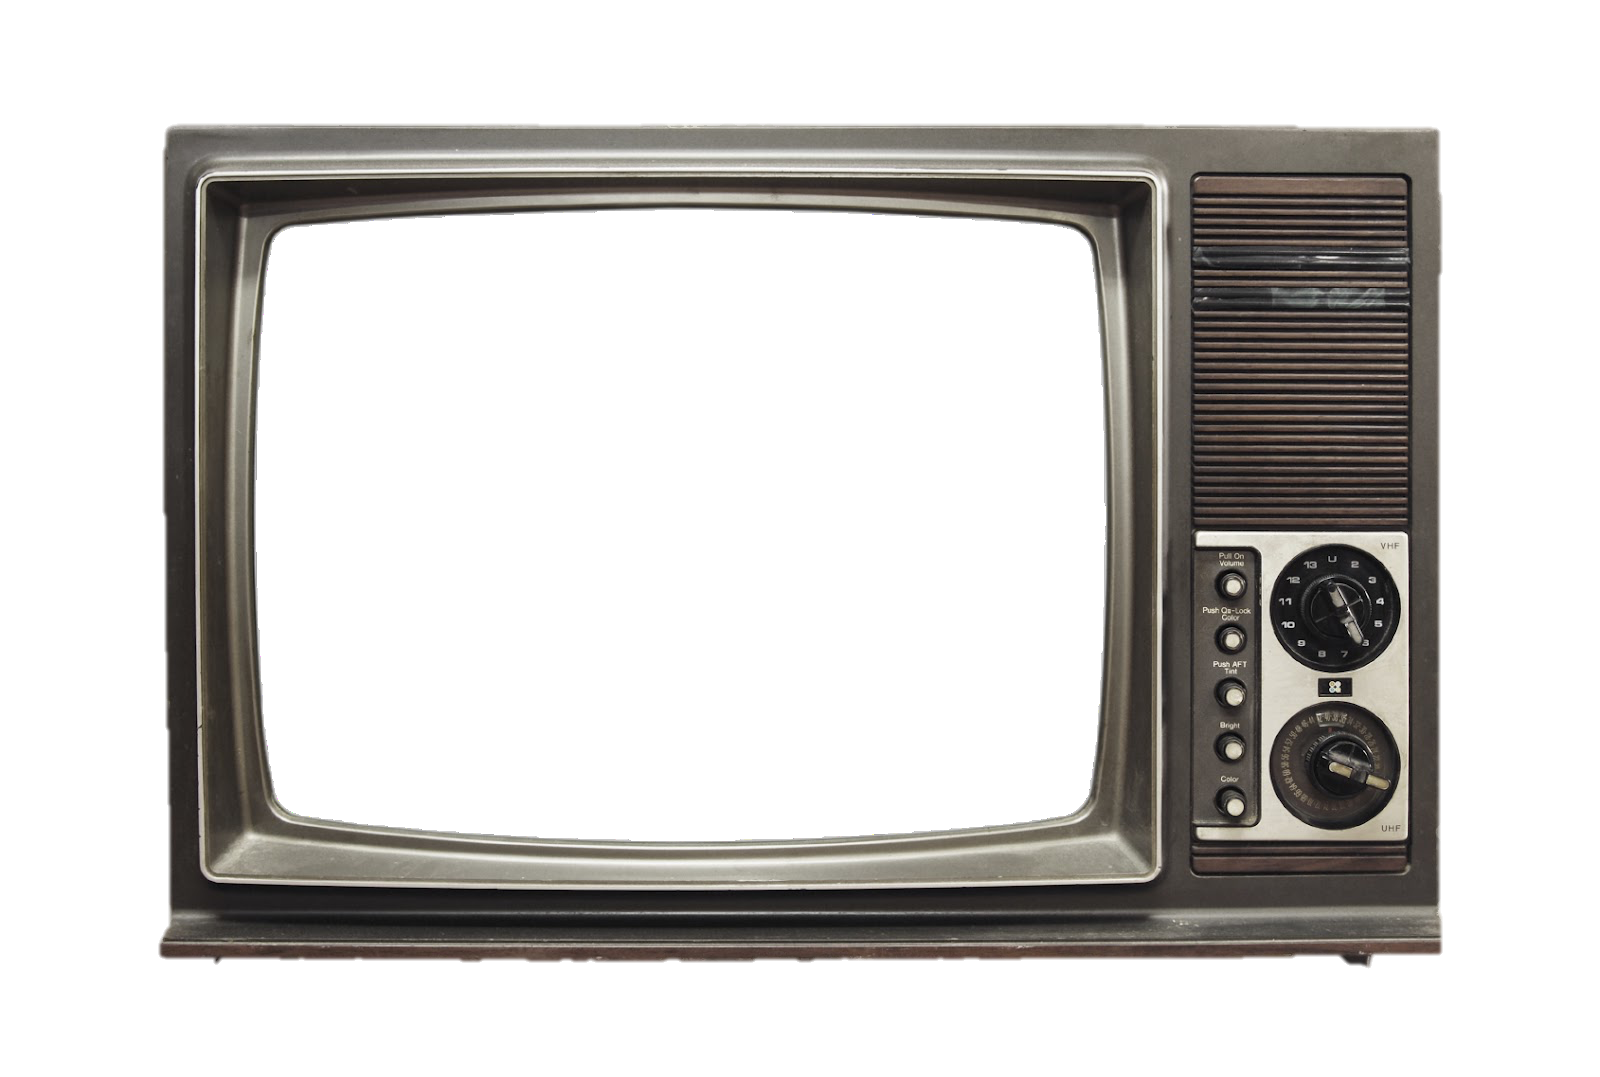 Pull On
Volume
Push Qs-Lock
Color
Push AFT
Tint
Bright
Color
VHF
U
2
3
4
5
6
7
8
9
10
11
12
13
UHF